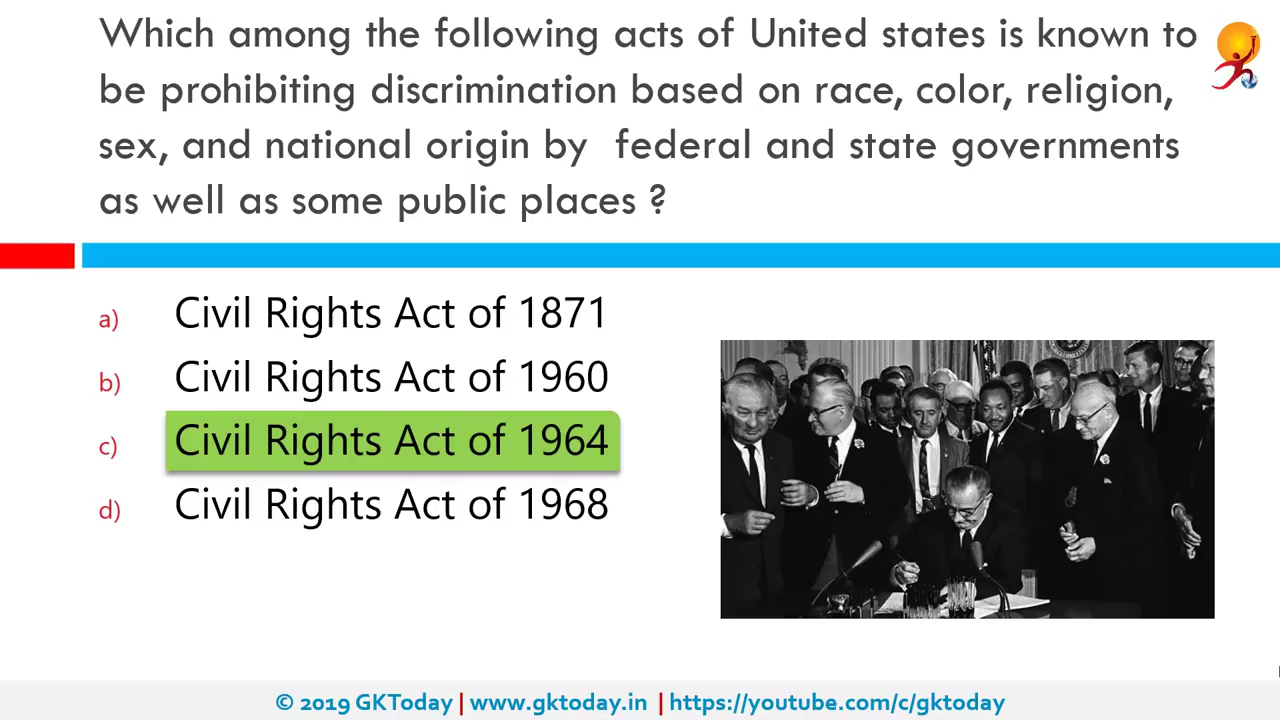 Which among the following acts of United states is known to
be prohibiting discrimination based on race, color, religion,
sex, and national origin by  federal and state governments
as well as some public places ?
a) Civil Rights Act of 1871
b) Civil Rights Act of 1960
c) Civil Rights Act of 1964
d) Civil Rights Act of 1968
© 2019 GKToday | www.gktoday.in | https://youtube.com/c/gktoday